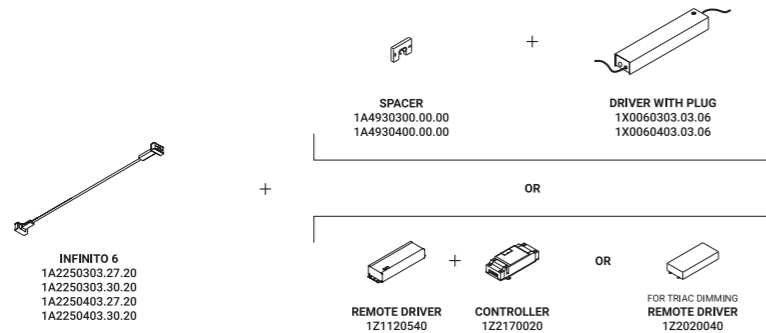 +
SPACER
1A4930300.00.00
1A4930400.00.00
DRIVER WITH PLUG
1X0060303.03.06
1X0060403.03.06
+
OR
INFINITO 6
1A2250303.27.20
1A2250303.30.20
1A2250403.27.20
1A2250403.30.20
+
OR
REMOTE DRIVER
1Z1120540
CONTROLLER
1Z2170020
FOR TRIAC DIMMING
REMOTE DRIVER
1Z2020040